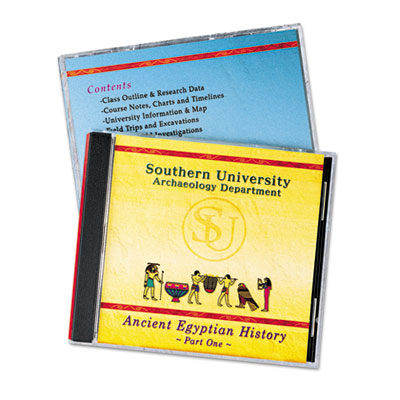 Contents
-Class Outline & Research Data
-Course Notes, Charts and Timelines
-University Information & Map
-Field Trips and Excavations
Investigations
Southern University
Archaeology Department
SU
Ancient Egyptian History
~ Part One ~